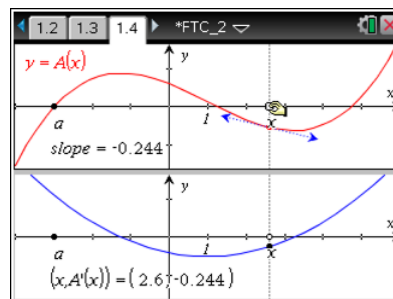 1.2 1.3 1.4 *FTC_2
y = A(x) y
x
a 1 x
slope = -0.244
y
x
a 1 x
(x,A'(x))=(2.6,-0.244)